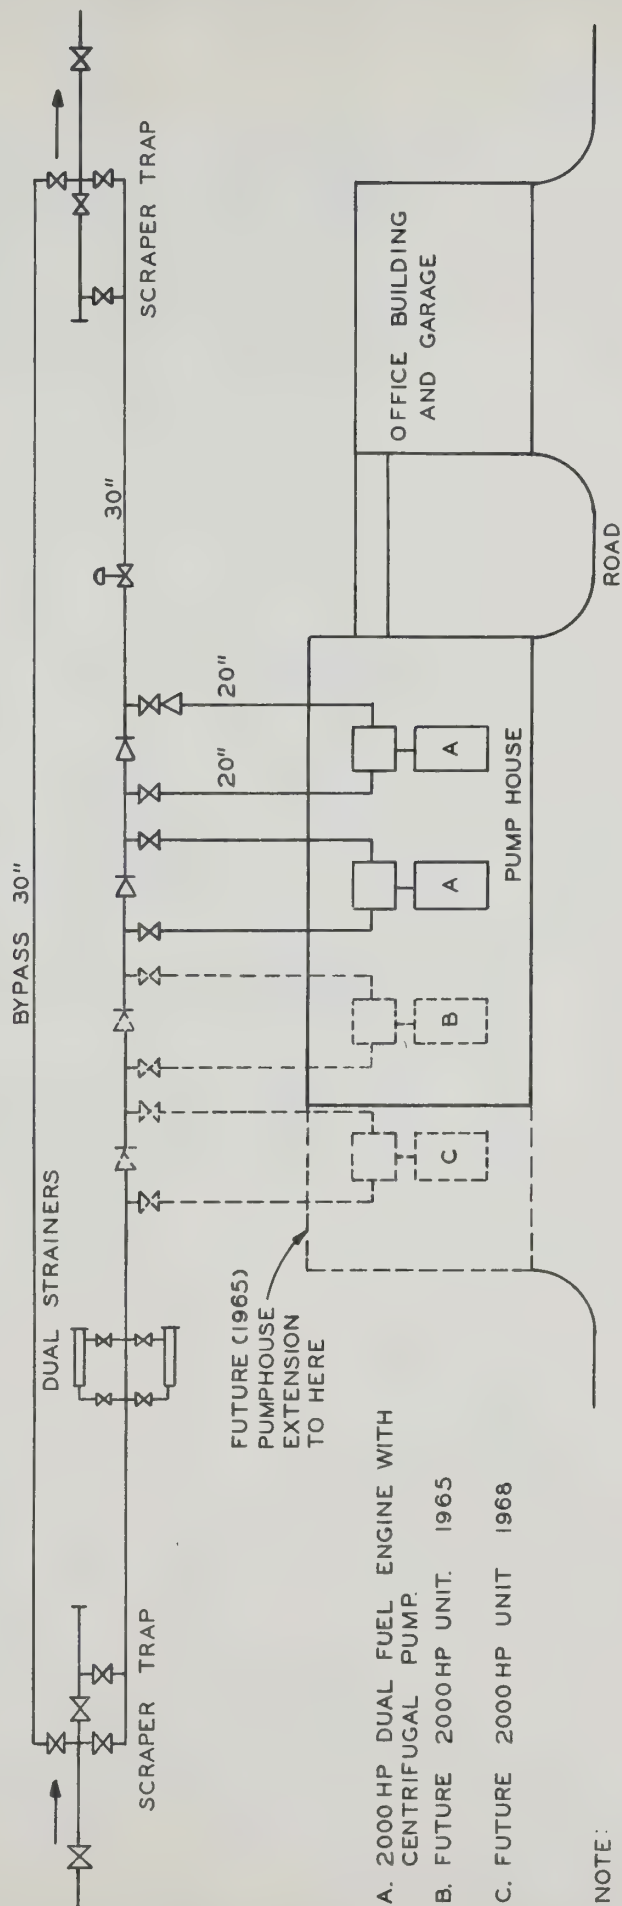 BYPASS 30"
DUAL STRAINERS
SCRAPER TRAP
SCRAPER TRAP
30"
20"
20"
FUTURE (1965)
PUMPHOUSE
EXTENSION
TO HERE
C
B
A
A
PUMP HOUSE
OFFICE BUILDING
AND GARAGE
ROAD
A. 2000 HP DUAL FUEL ENGINE WITH
CENTRIFUGAL PUMP.
B. FUTURE 2000 HP UNIT. 1965
C. FUTURE 2000 HP UNIT 1968
NOTE: